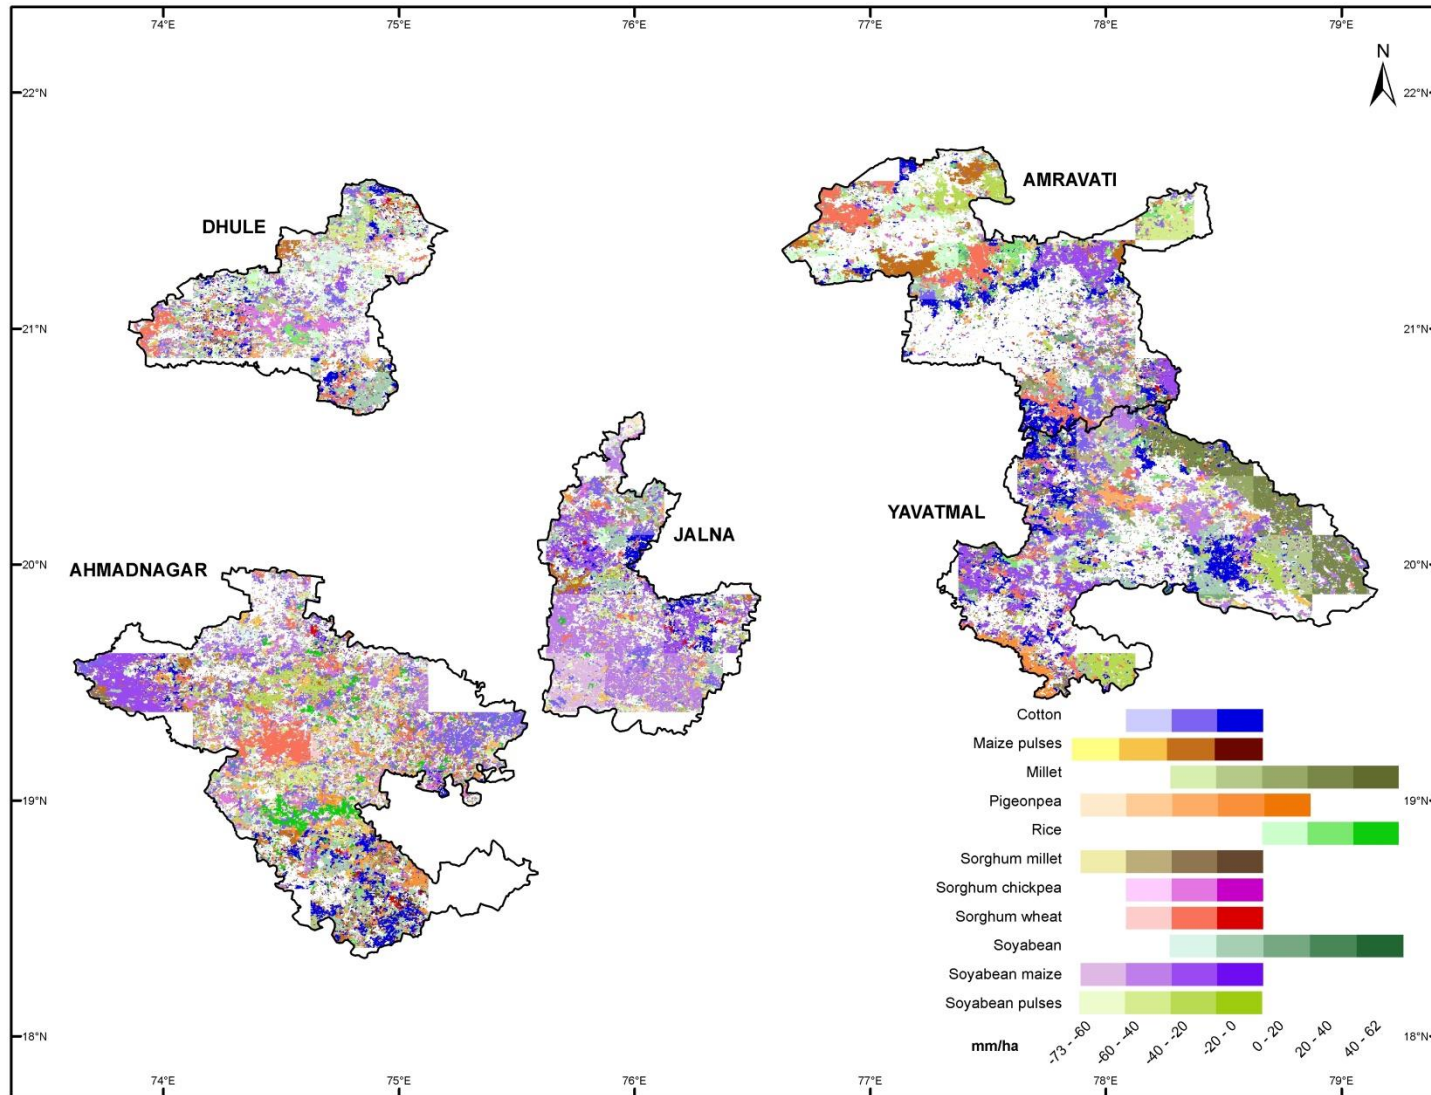 74°E 75°E 76°E 77°E 78°E 79°E
N
22°N 22°N
AMRAVATI
DHULE
21°N 21°N
YAVATMAL
JALNA
20°N 20°N
AHMADNAGAR
19°N 19°N
Cotton
Maize pulses
Millet
Pigeonpea
Rice
Sorghum millet
Sorghum chickpea
Sorghum wheat
Soyabean
Soyabean maize
Soyabean pulses
mm/ha
-73 - -60
-60 - -40
-40 - -20
-20 - 0
0 - 20
20 - 40
40 - 62
18°N 18°N
74°E 75°E 76°E 77°E 78°E 79°E